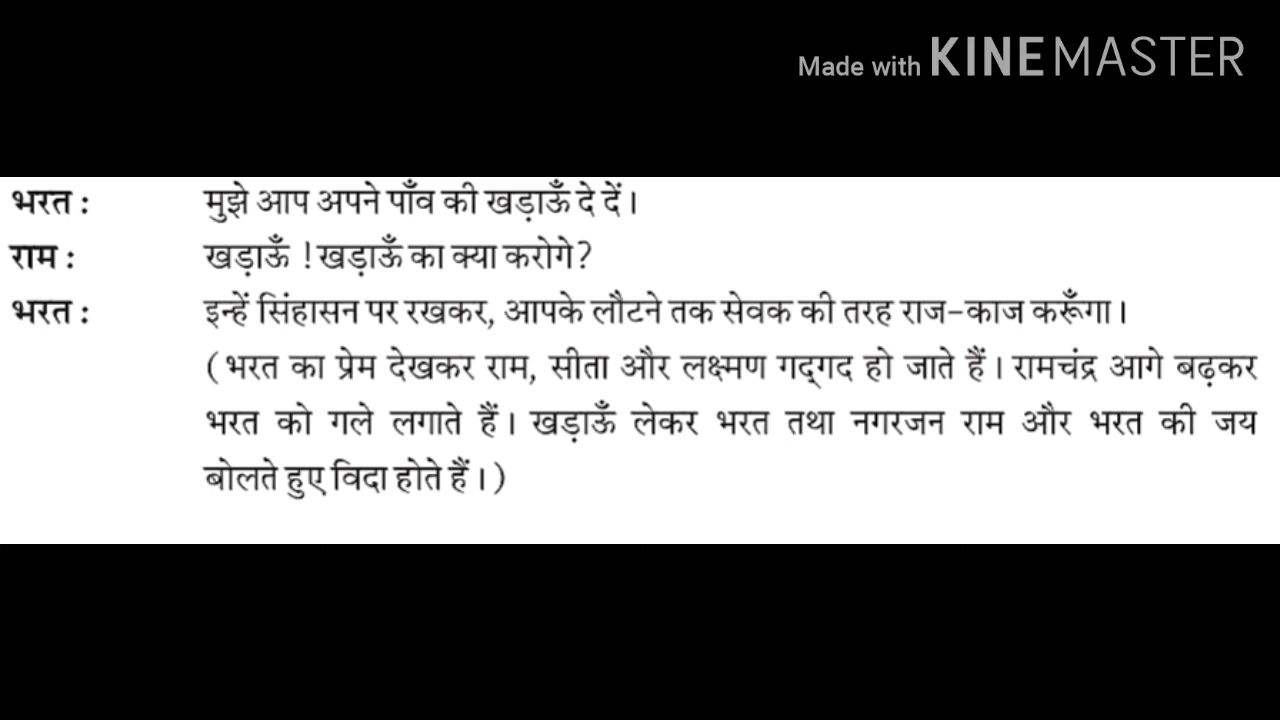 Made with KINEMASTER
भरत : मुझे आप अपने पाँव की खड़ाऊँ दे दें।
राम : खड़ाऊँ ! खड़ाऊँ का क्या करोगे?
भरत : इन्हें सिंहासन पर रखकर, आपके लौटने तक सेवक की तरह राज-काज करूँगा।
(भरत का प्रेम देखकर राम, सीता और लक्ष्मण गद्‌गद हो जाते हैं। रामचंद्र आगे बढ़कर
भरत को गले लगाते हैं। खड़ाऊँ लेकर भरत तथा नगरजन राम और भरत की जय
बोलते हुए विदा होते हैं।)